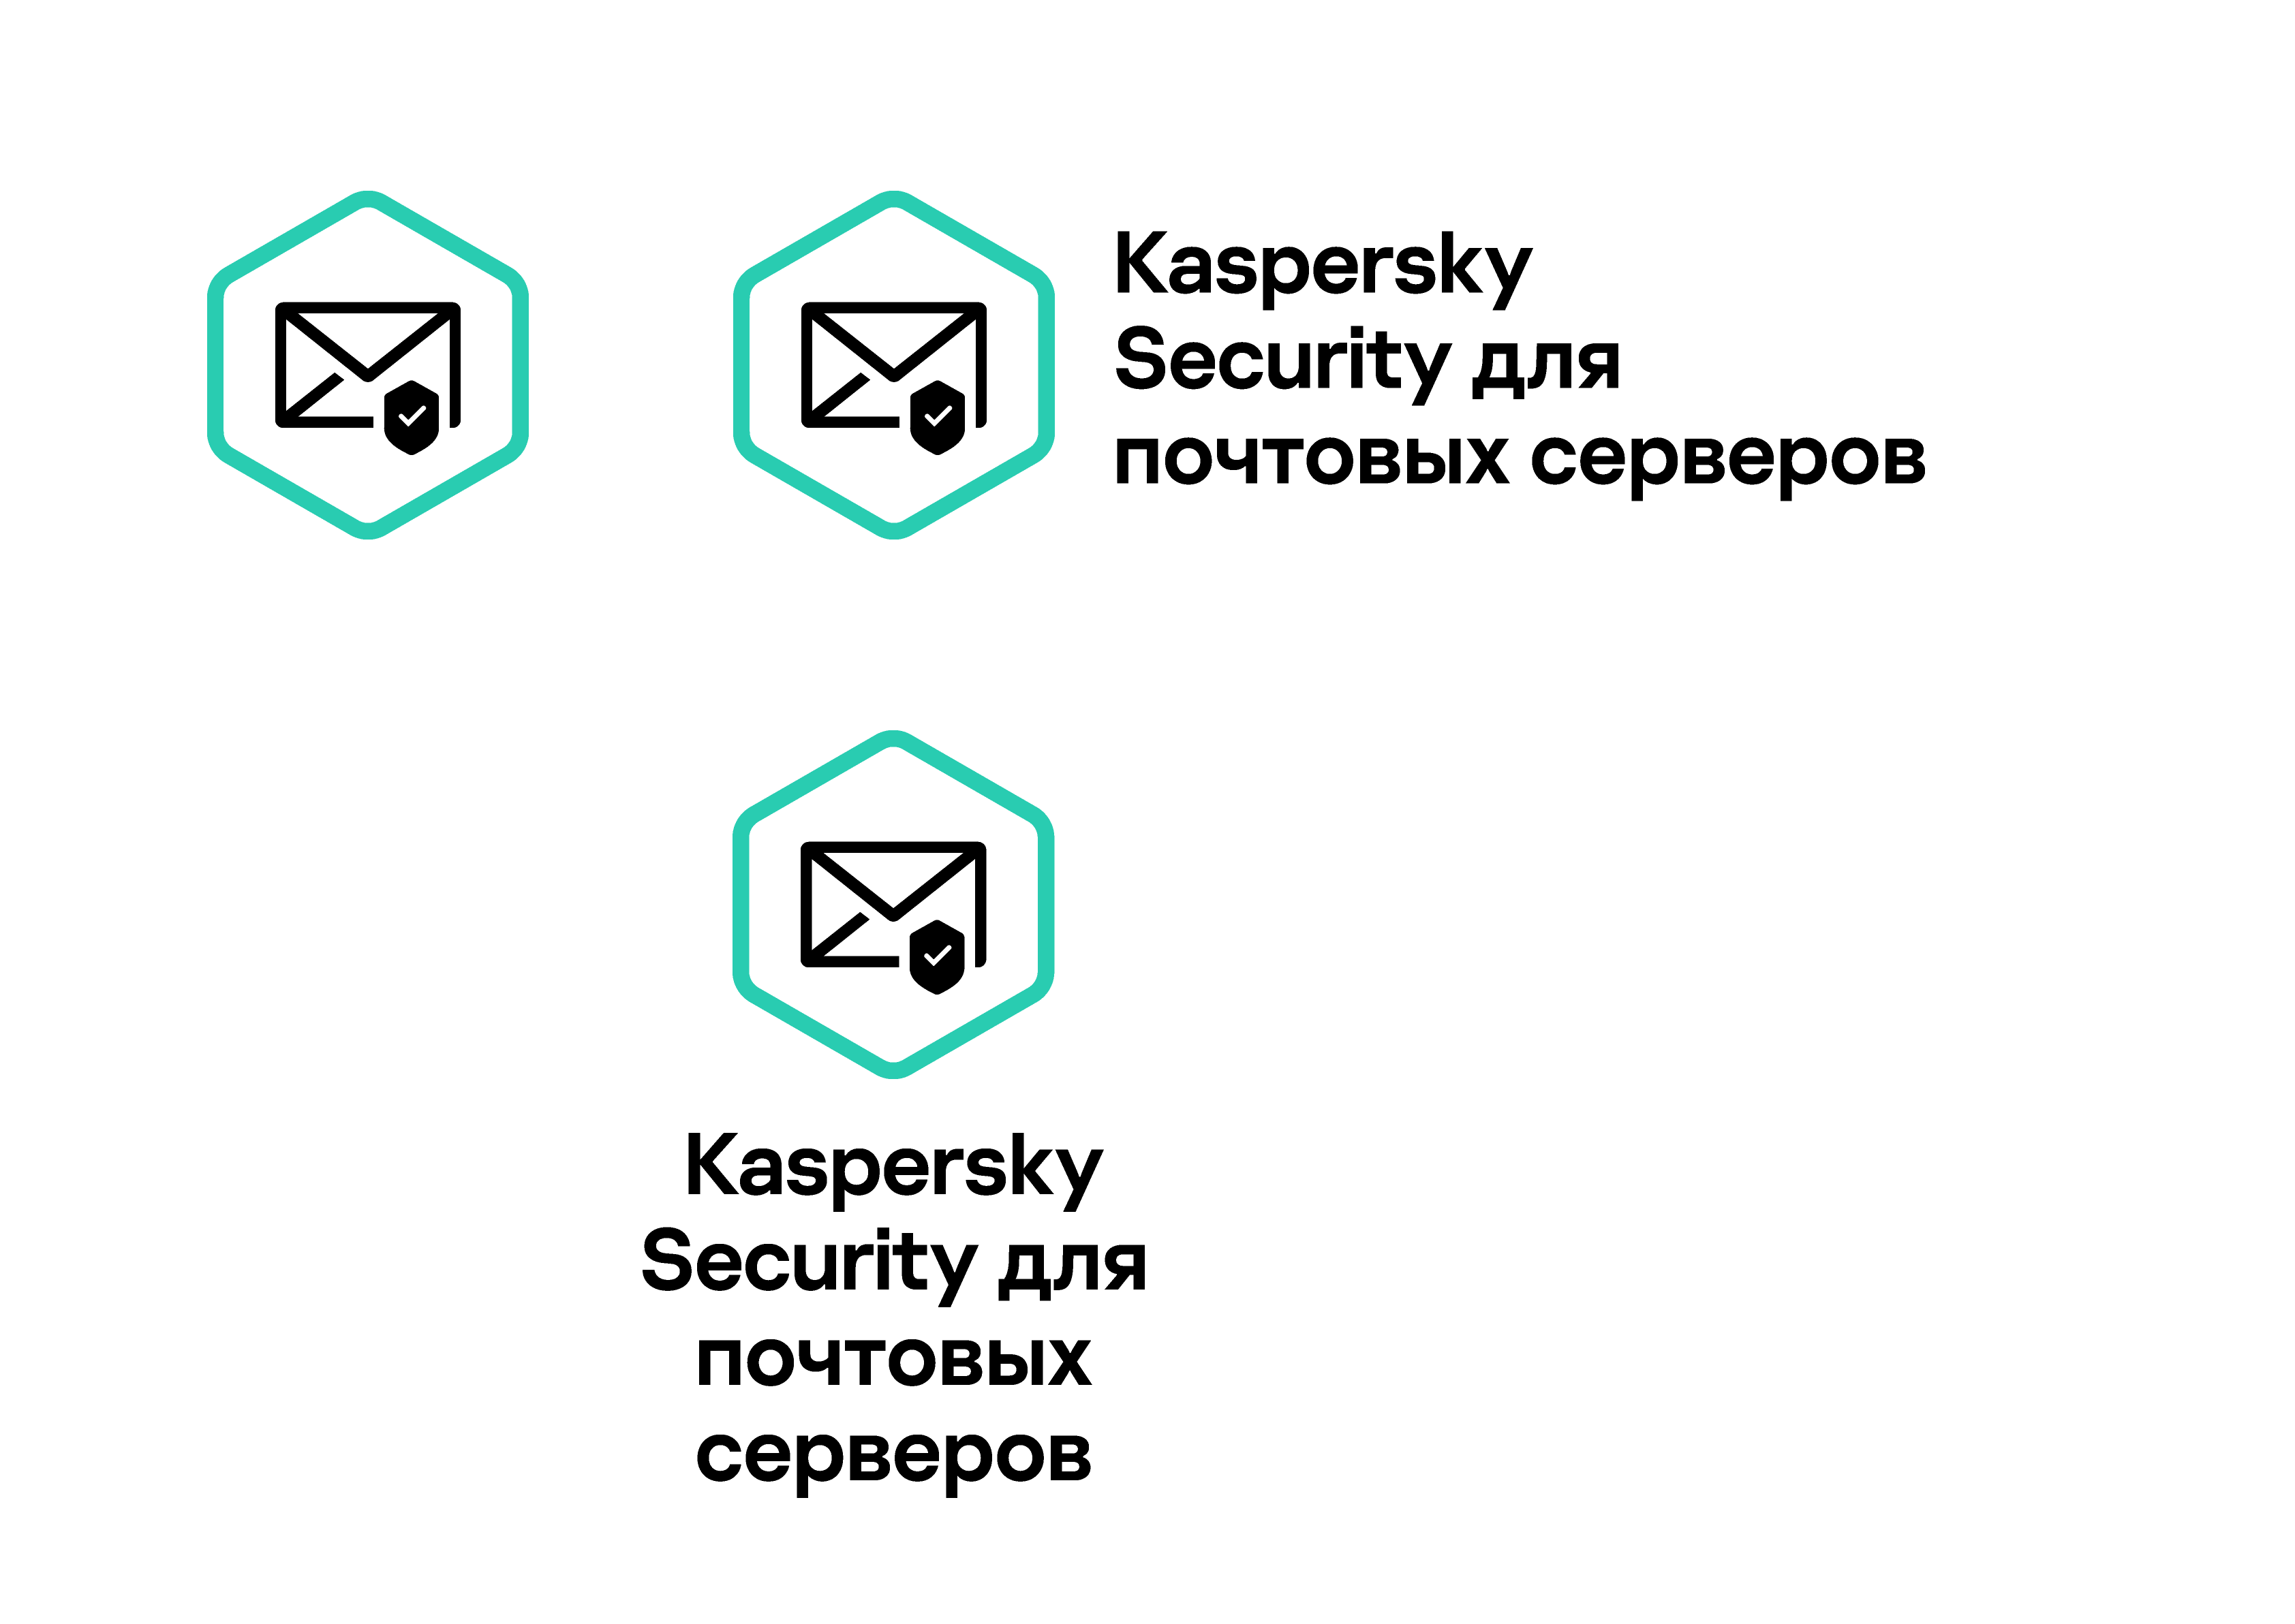 Kaspersky
Security для
почтовых серверов
Kaspersky
Security для
почтовых
серверов